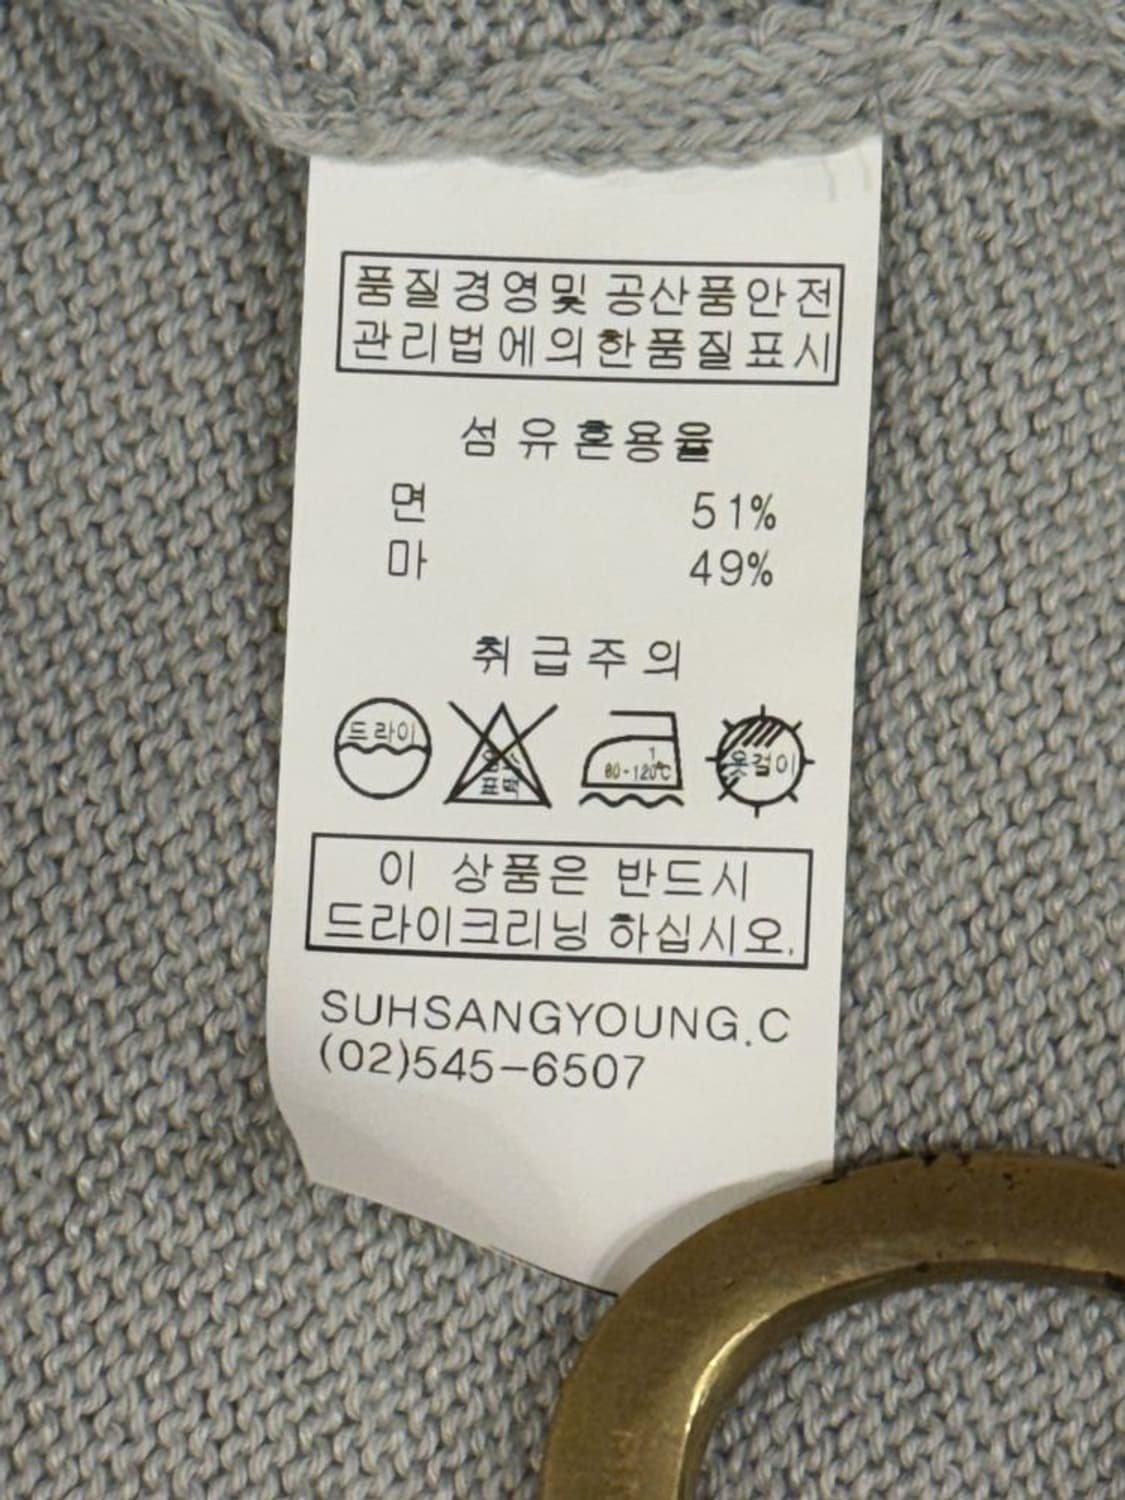 품질경영및 공산품안전
관리법에의한품질표시
섬유혼용율
면 51%
마 49%
취급주의
드라이
염소
표백
80-120℃
옷걸이
이 상품은 반드시
드라이크리닝 하십시오.
SUHSANGYOUNG.C
(02)545-6507